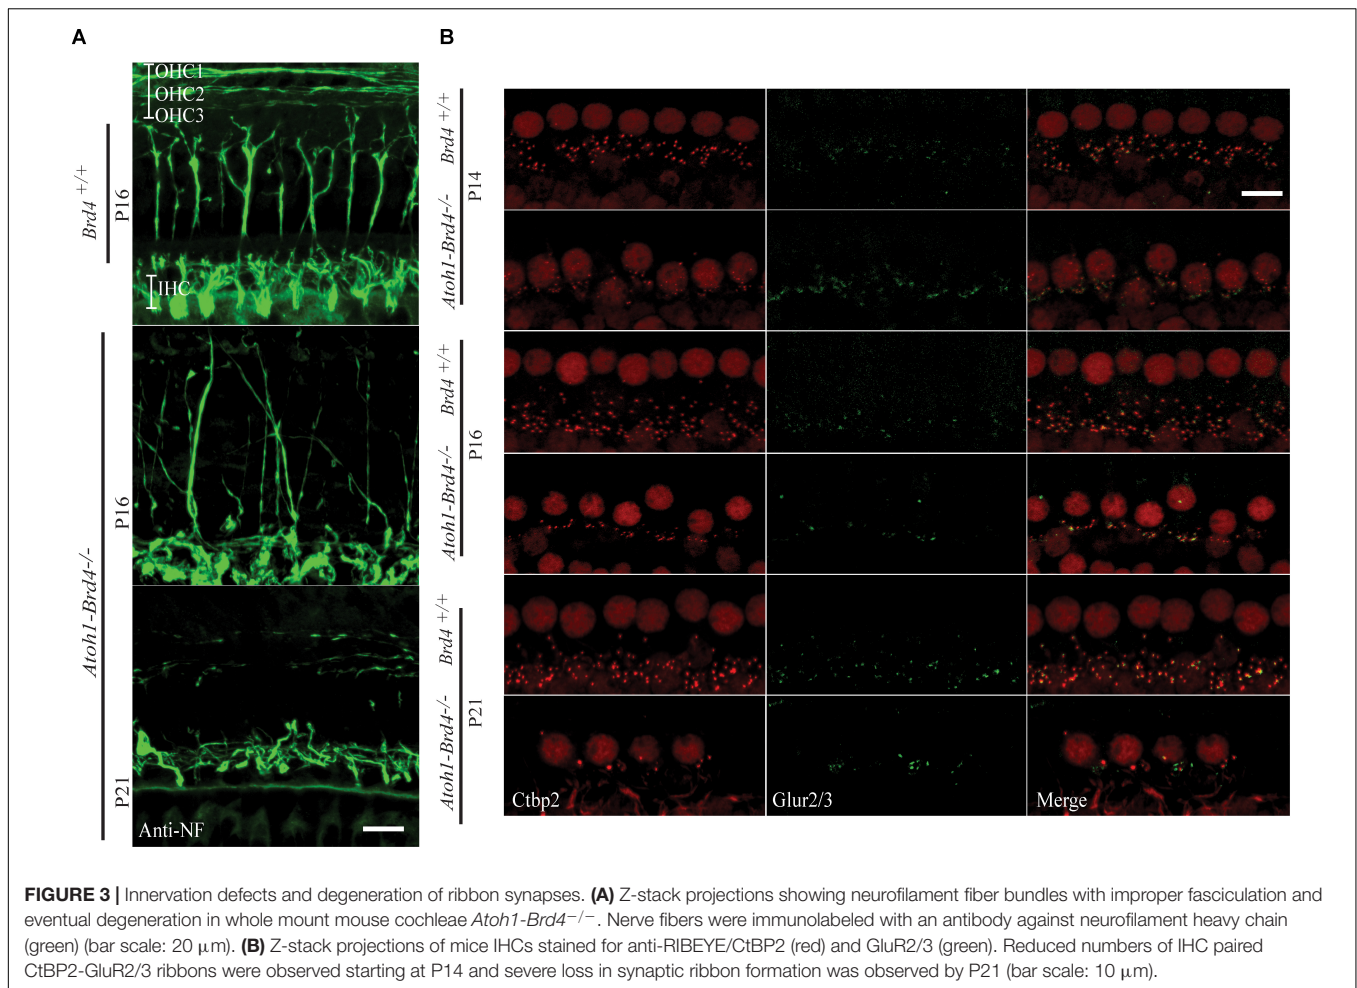 A
B
OHC1
OHC2
OHC3
IHC
Brd4 +/+
P16
Atoh1-Brd4-/-
P16
P21
Anti-NF
Brd4 +/+
Atoh1-Brd4-/-
P14
Brd4 +/+
Atoh1-Brd4-/-
P16
Brd4 +/+
Atoh1-Brd4-/-
P21
Ctbp2
Glur2/3
Merge
FIGURE 3 | Innervation defects and degeneration of ribbon synapses. (A) Z-stack projections showing neurofilament fiber bundles with improper fasciculation and
eventual degeneration in whole mount mouse cochleae Atoh1-Brd4−/−. Nerve fibers were immunolabeled with an antibody against neurofilament heavy chain
(green) (bar scale: 20 μm). (B) Z-stack projections of mice IHCs stained for anti-RIBEYE/CtBP2 (red) and GluR2/3 (green). Reduced numbers of IHC paired
CtBP2-GluR2/3 ribbons were observed starting at P14 and severe loss in synaptic ribbon formation was observed by P21 (bar scale: 10 μm).